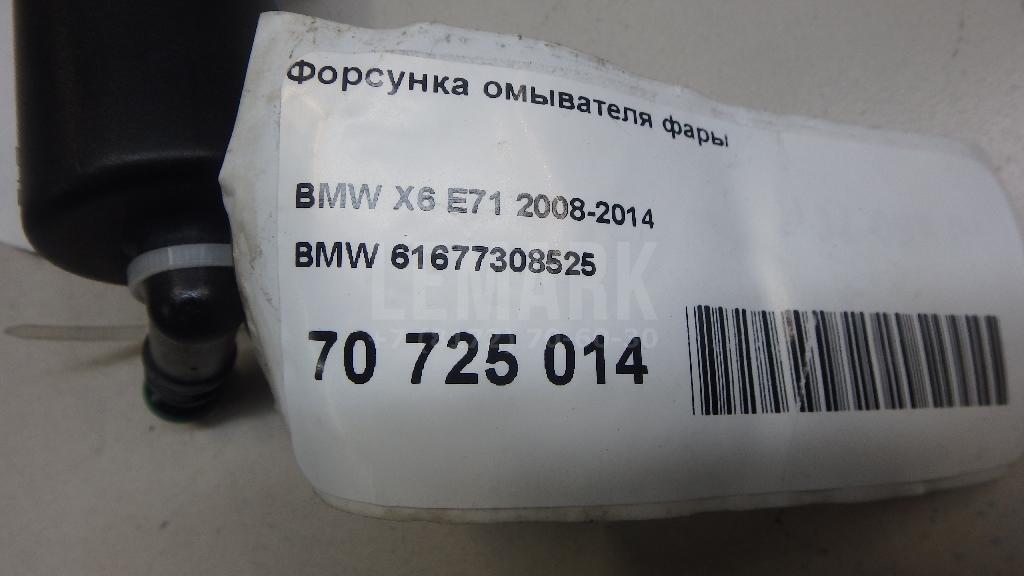 Форсунка омывателя фары
BMW X6 E71 2008-2014
BMW 61677308525
LEMARK
70 725 014